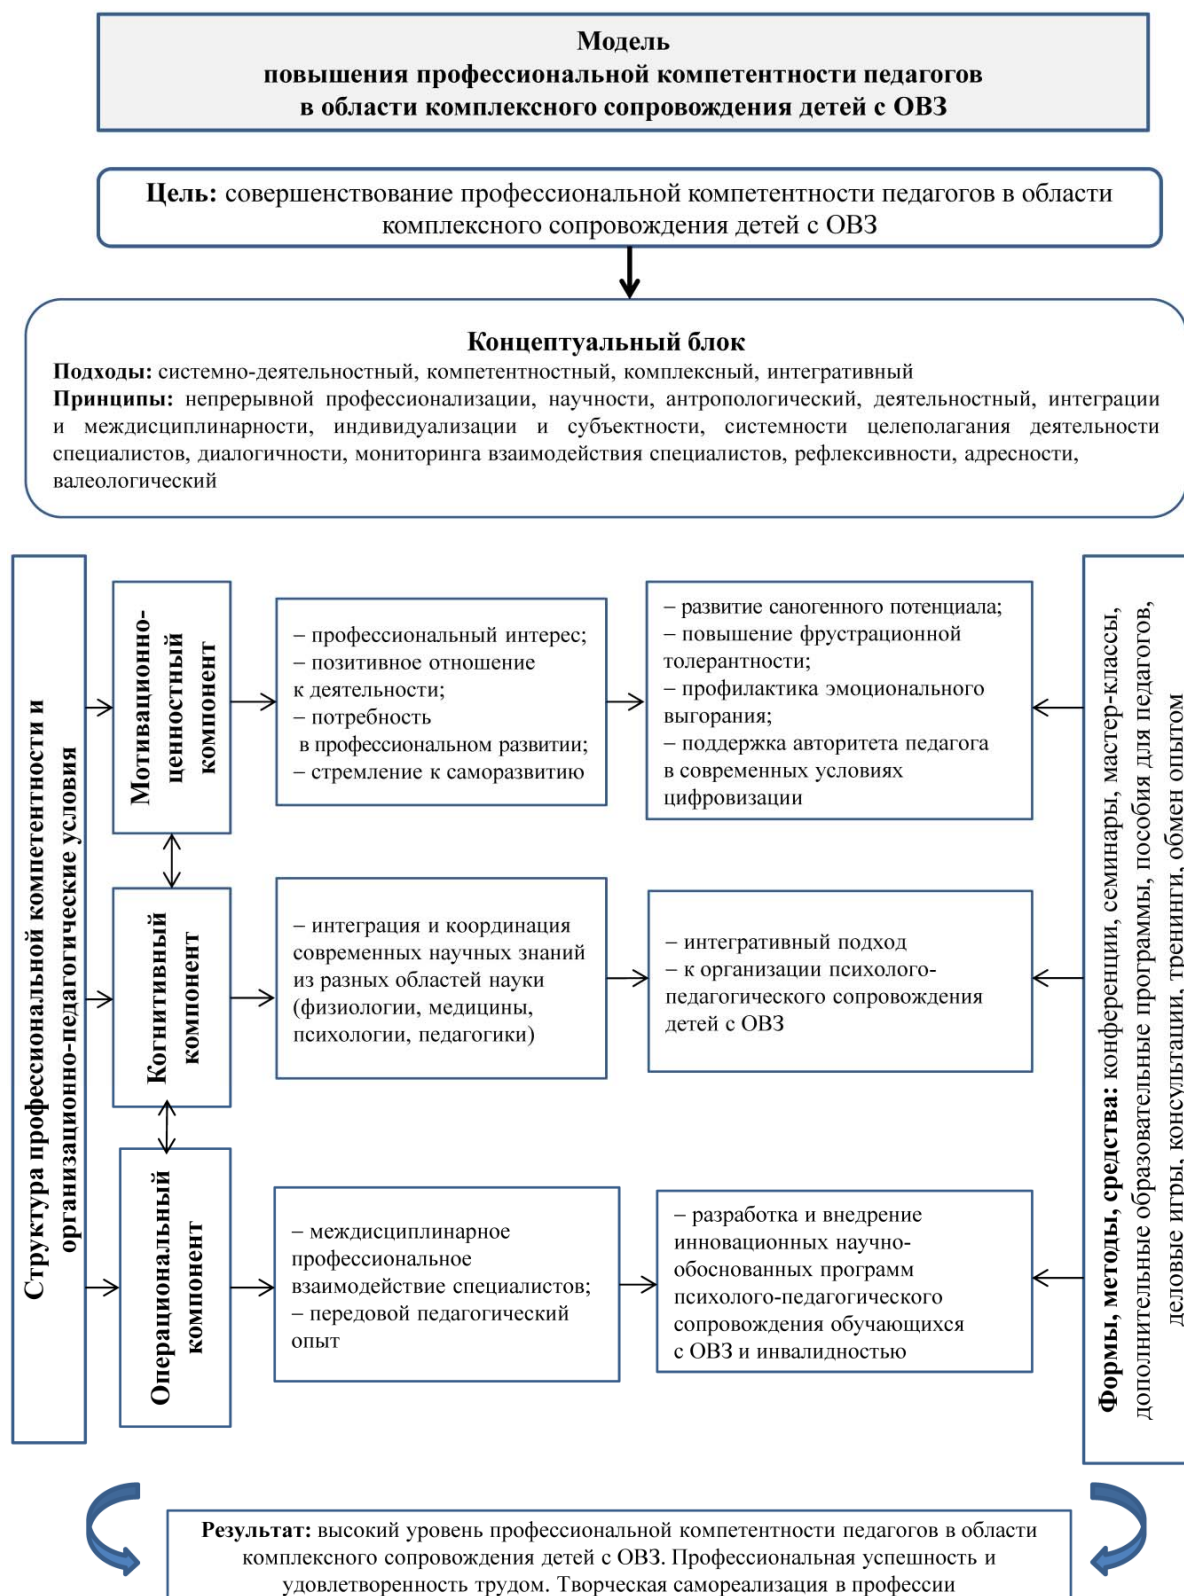 Модель
повышения профессиональной компетентности педагогов
в области комплексного сопровождения детей с ОВЗ
Цель: совершенствование профессиональной компетентности педагогов в области
комплексного сопровождения детей с ОВЗ
Концептуальный блок
Подходы: системно-деятельностный, компетентностный, комплексный, интегративный
Принципы: непрерывной профессионализации, научности, антропологический, деятельностный, интеграции
и междисциплинарности, индивидуализации и субъектности, системности целеполагания деятельности
специалистов, диалогичности, мониторинга взаимодействия специалистов, рефлексивности, адресности,
валеологический
Структура профессиональной компетентности и
организационно-педагогические условия
Мотивационно-
ценностный
компонент
– профессиональный интерес;
– позитивное отношение
к деятельности;
– потребность
в профессиональном развитии;
– стремление к саморазвитию
– развитие саногенного потенциала;
– повышение фрустрационной
толерантности;
– профилактика эмоционального
выгорания;
– поддержка авторитета педагога
в современных условиях
цифровизации
Когнитивный
компонент
– интеграция и координация
современных научных знаний
из разных областей науки
(физиологии, медицины,
психологии, педагогики)
– интегративный подход
– к организации психолого-
педагогического сопровождения
детей с ОВЗ
Операциональный
компонент
– междисциплинарное
профессиональное
взаимодействие специалистов;
– передовой педагогический
опыт
– разработка и внедрение
инновационных научно-
обоснованных программ
психолого-педагогического
сопровождения обучающихся
с ОВЗ и инвалидностью
Формы, методы, средства: конференции, семинары, мастер-классы,
дополнительные образовательные программы, пособия для педагогов,
деловые игры, консультации, тренинги, обмен опытом
Результат: высокий уровень профессиональной компетентности педагогов в области
комплексного сопровождения детей с ОВЗ. Профессиональная успешность и
удовлетворенность трудом. Творческая самореализация в профессии